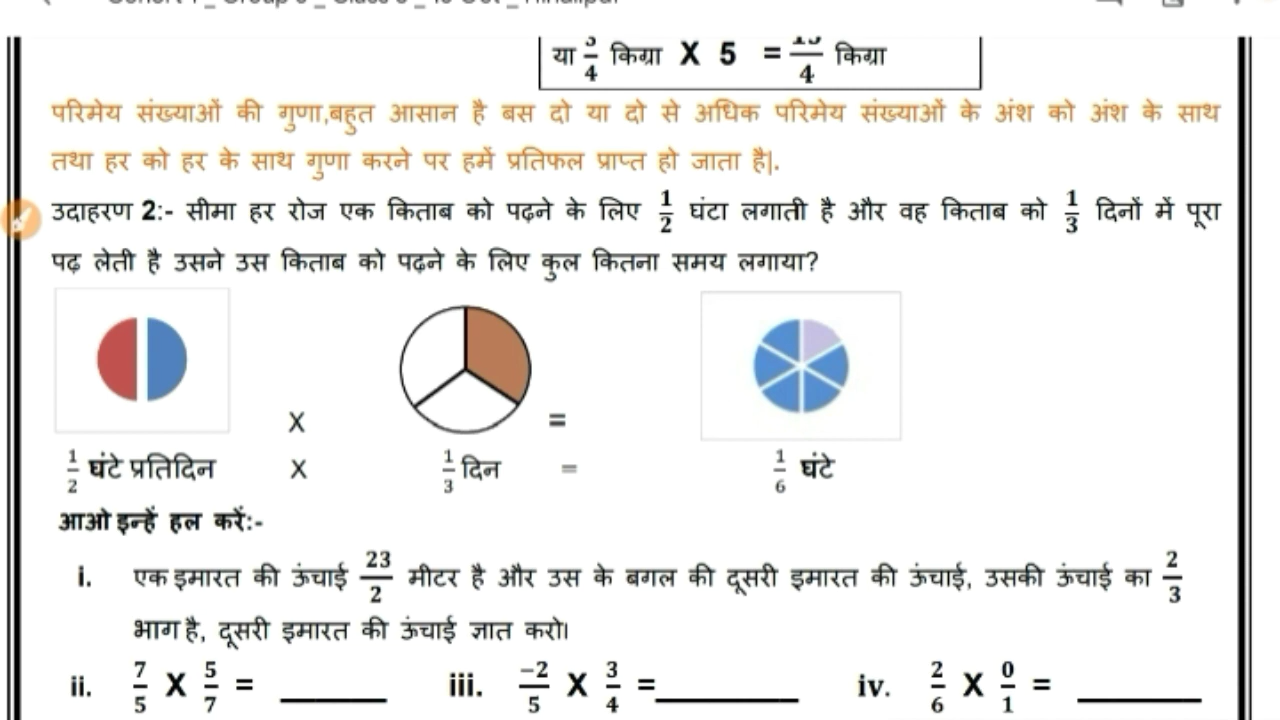 या 3/4 किग्रा X 5 = 15/4 किग्रा
परिमेय संख्याओं की गुणा,बहुत आसान है बस दो या दो से अधिक परिमेय संख्याओं के अंश को अंश के साथ
तथा हर को हर के साथ गुणा करने पर हमें प्रतिफल प्राप्त हो जाता है|.
उदाहरण 2:- सीमा हर रोज एक किताब को पढ़ने के लिए 1/2 घंटा लगाती है और वह किताब को 1/3 दिनों में पूरा
पढ़ लेती है उसने उस किताब को पढ़ने के लिए कुल कितना समय लगाया?
X =
1/2 घंटे प्रतिदिन X 1/3 दिन = 1/6 घंटे
आओ इन्हें हल करें:-
i. एक इमारत की ऊंचाई 23/2 मीटर है और उस के बगल की दूसरी इमारत की ऊंचाई, उसकी ऊंचाई का 2/3
भाग है, दूसरी इमारत की ऊंचाई ज्ञात करो।
ii. 7/5 X 5/7 = ______ iii. -2/5 X 3/4 =________ iv. 2/6 X 0/1 = _______